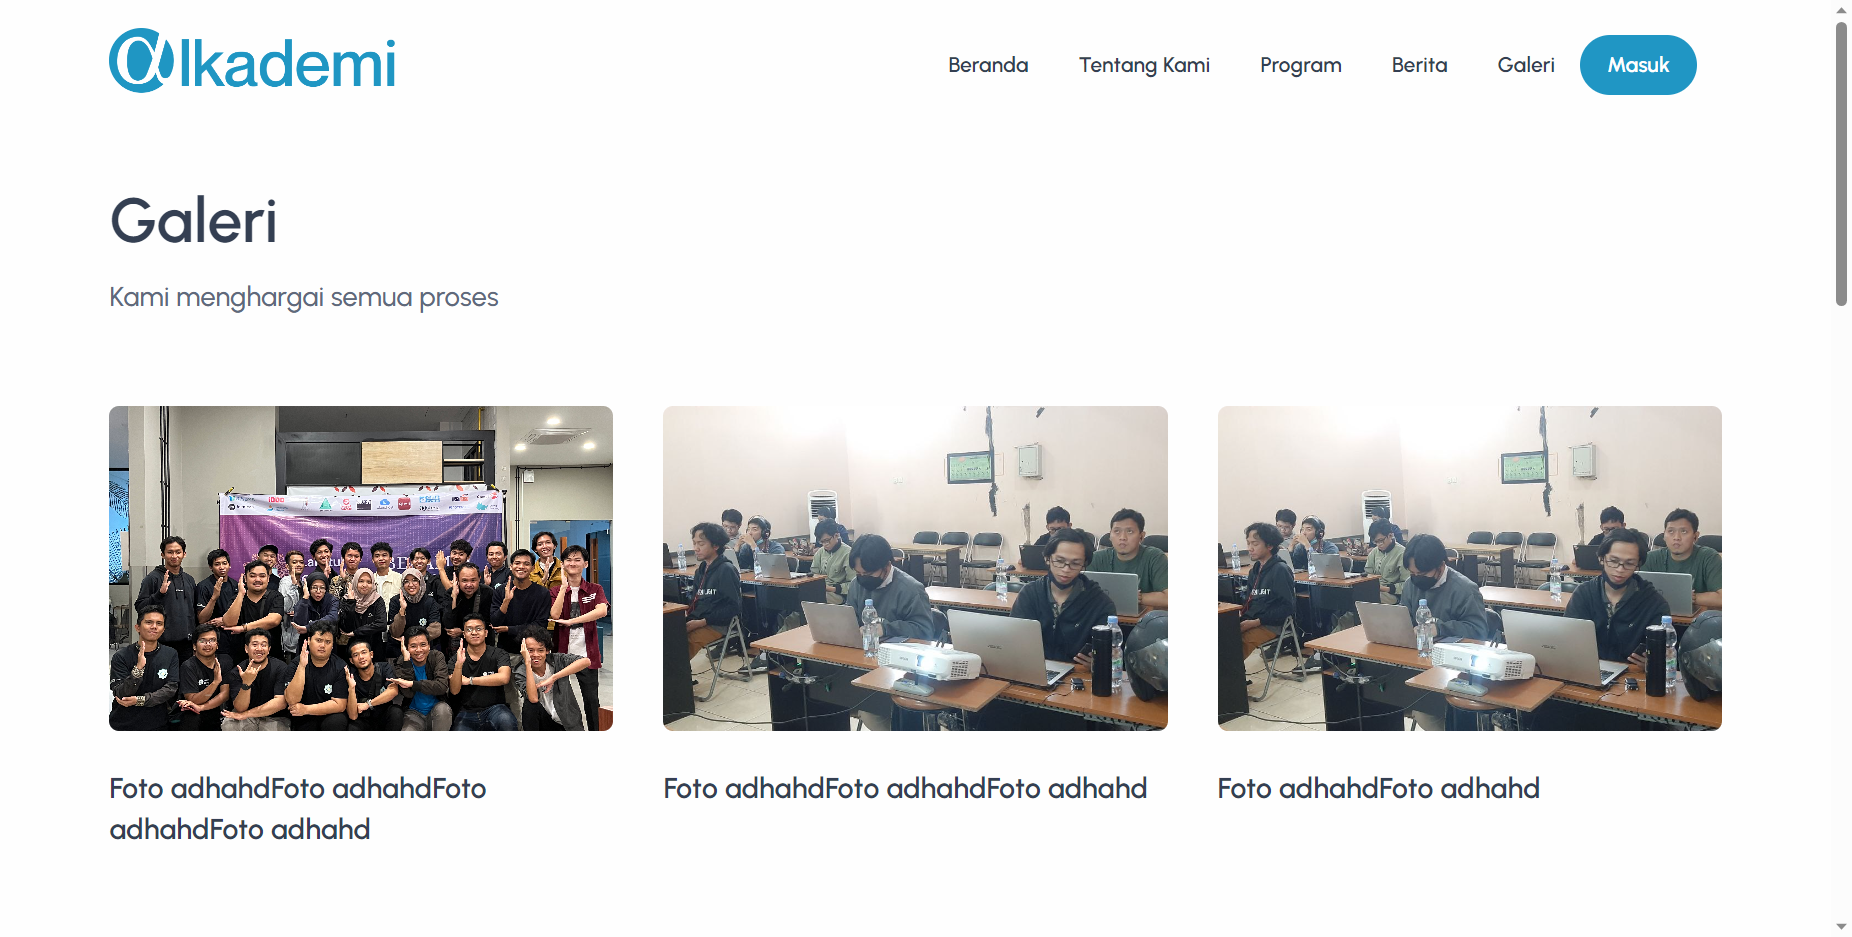 αlkademi
Beranda Tentang Kami Program Berita Galeri Masuk
Galeri
Kami menghargai semua proses
Foto adhahdFoto adhahdFoto
adhahdFoto adhahd
Foto adhahdFoto adhahdFoto adhahd
Foto adhahdFoto adhahd